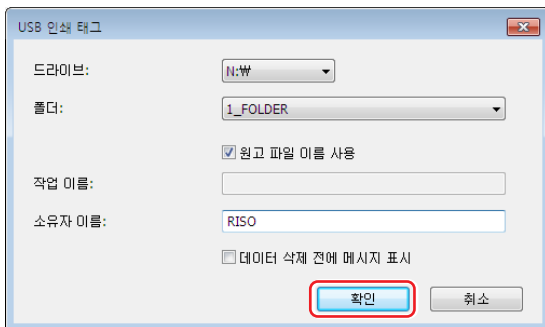 USB 인쇄 태그
드라이브: N:₩
폴더: 1_FOLDER
원고 파일 이름 사용
작업 이름:
소유자 이름: RISO
데이터 삭제 전에 메시지 표시
확인 취소